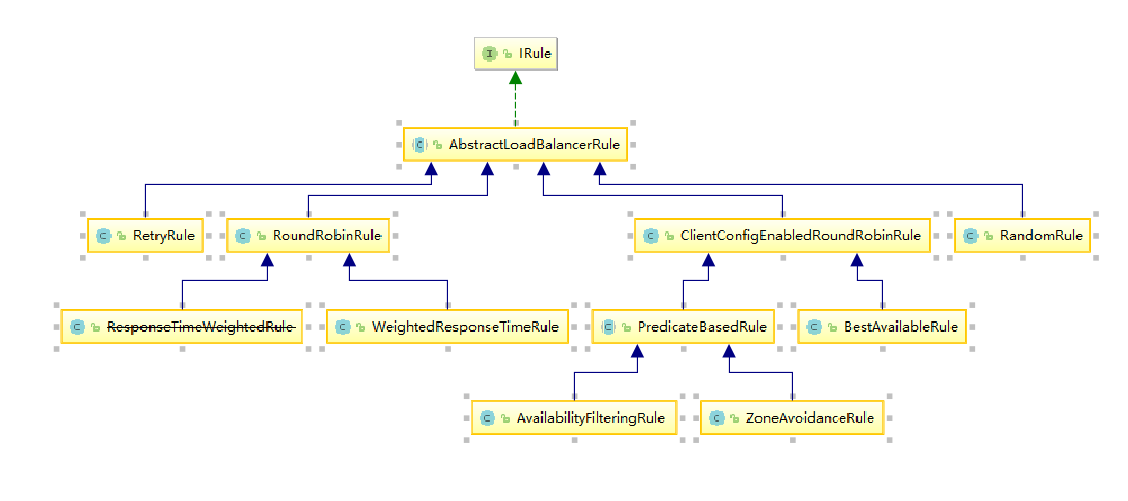 IRule
AbstractLoadBalancerRule
RetryRule
RoundRobinRule
ClientConfigEnabledRoundRobinRule
RandomRule
ResponseTimeWeightedRule
WeightedResponseTimeRule
PredicateBasedRule
BestAvailableRule
AvailabilityFilteringRule
ZoneAvoidanceRule